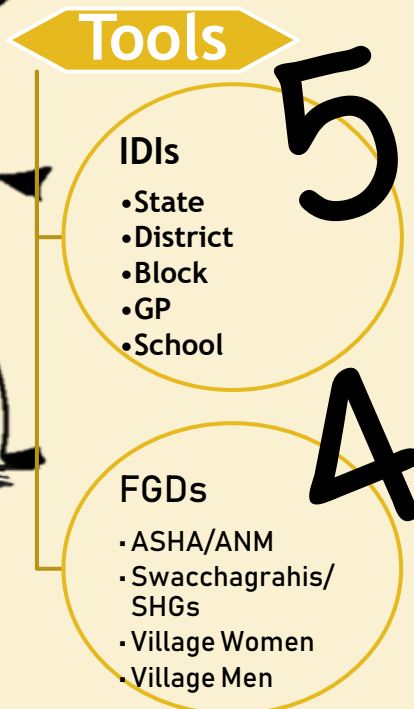 Tools
5
IDIs
•State
•District
•Block
•GP
•School
4
FGDs
▪ ASHA/ANM
▪ Swacchagrahis/
SHGs
▪ Village Women
▪ Village Men